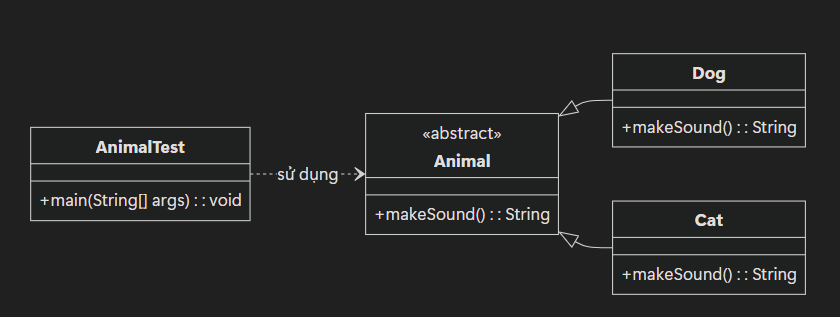 AnimalTest
+main(String[] args) : : void
sử dụng
«abstract»
Animal
+makeSound() : : String
Dog
+makeSound() : : String
Cat
+makeSound() : : String